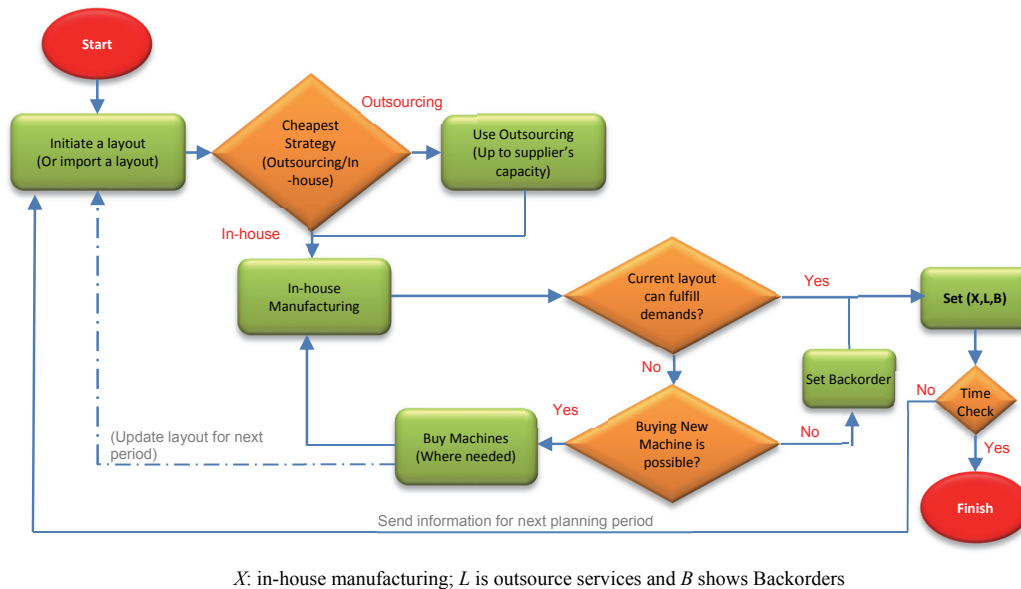 Start
Initiate a layout
(Or import a layout)
Cheapest
Strategy
(Outsourcing/In
-house)
Outsourcing
Use Outsourcing
(Up to supplier's
capacity)
In-house
In-house
Manufacturing
Current layout
can fulfill
demands?
Yes
Set (X,L,B)
No
Set Backorder
No
Time
Check
Yes
Buying New
Machine is
possible?
No
Yes
Buy Machines
(Where needed)
(Update layout for next
period)
Finish
Send information for next planning period
X: in-house manufacturing; L is outsource services and B shows Backorders